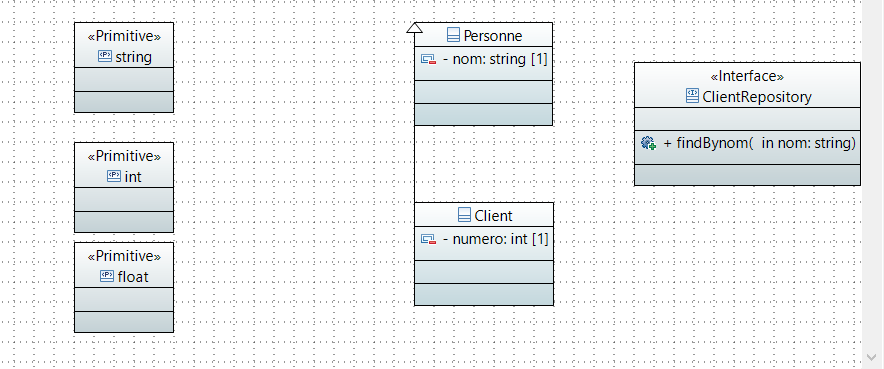 «Primitive»
string
«Primitive»
int
«Primitive»
float
Personne
- nom: string [1]
Client
- numero: int [1]
«Interface»
ClientRepository
+ findBynom(  in nom: string)